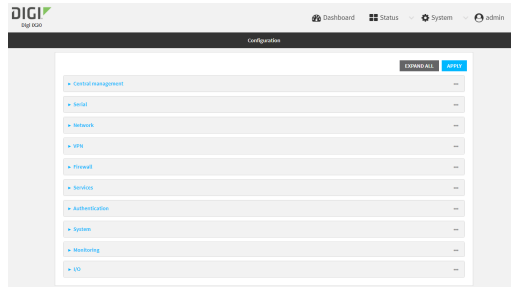 DIGI
Digi IX20
Dashboard
Status
System
admin
Configuration
EXPAND ALL
APPLY
Central management
Serial
Network
VPN
Firewall
Services
Authentication
System
Monitoring
I/O